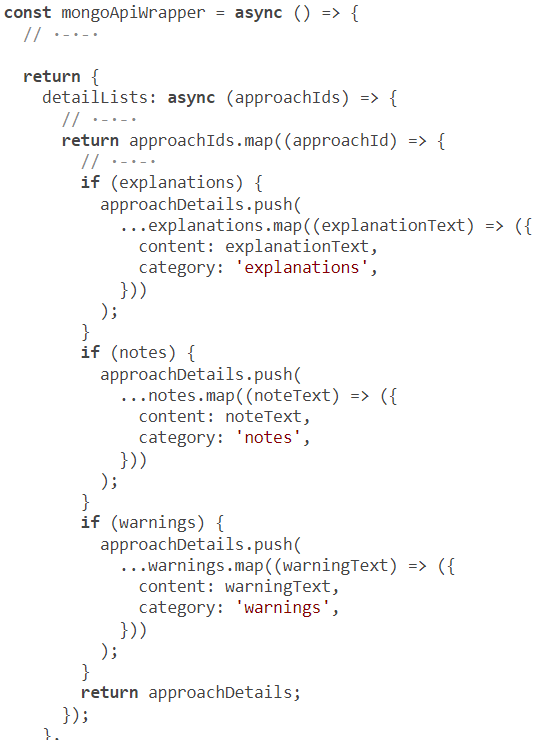 const mongoApiWrapper = async () => {
  // ·-·-·

  return {
    detailLists: async (approachIds) => {
      // ·-·-·
      return approachIds.map((approachId) => {
        // ·-·-·
        if (explanations) {
          approachDetails.push(
            ...explanations.map((explanationText) => ({
              content: explanationText,
              category: 'explanations',
            }))
          );
        }
        if (notes) {
          approachDetails.push(
            ...notes.map((noteText) => ({
              content: noteText,
              category: 'notes',
            }))
          );
        }
        if (warnings) {
          approachDetails.push(
            ...warnings.map((warningText) => ({
              content: warningText,
              category: 'warnings',
            }))
          );
        }
        return approachDetails;
      });
    },